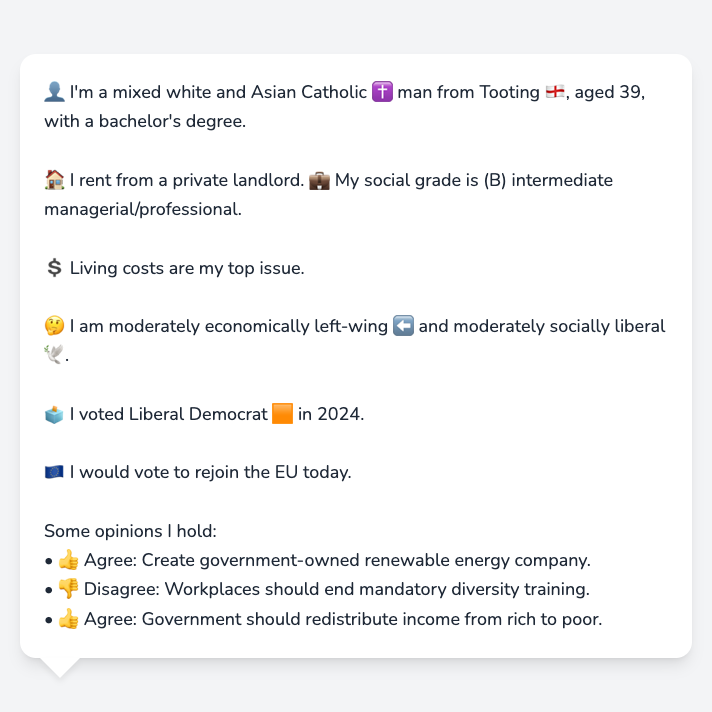 👤 I'm a mixed white and Asian Catholic ✝️ man from Tooting 🏴󠁧󠁢󠁥󠁮󠁧󠁿, aged 39,
with a bachelor's degree.
🏠 I rent from a private landlord. 💼 My social grade is (B) intermediate
managerial/professional.
💲 Living costs are my top issue.
🤔 I am moderately economically left-wing ⬅️ and moderately socially liberal
🕊️.
🗳️ I voted Liberal Democrat 🟧 in 2024.
🇪🇺 I would vote to rejoin the EU today.
Some opinions I hold:
• 👍 Agree: Create government-owned renewable energy company.
• 👎 Disagree: Workplaces should end mandatory diversity training.
• 👍 Agree: Government should redistribute income from rich to poor.